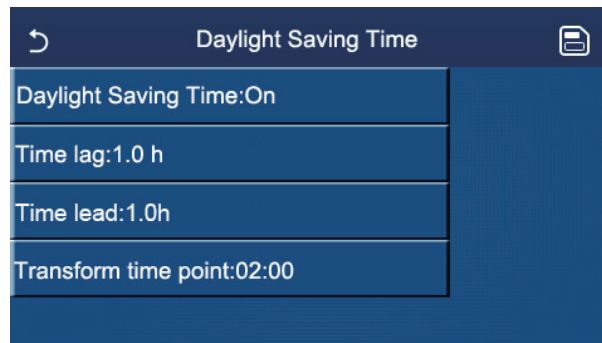 Daylight Saving Time
Daylight Saving Time:On
Time lag:1.0 h
Time lead:1.0h
Transform time point:02:00